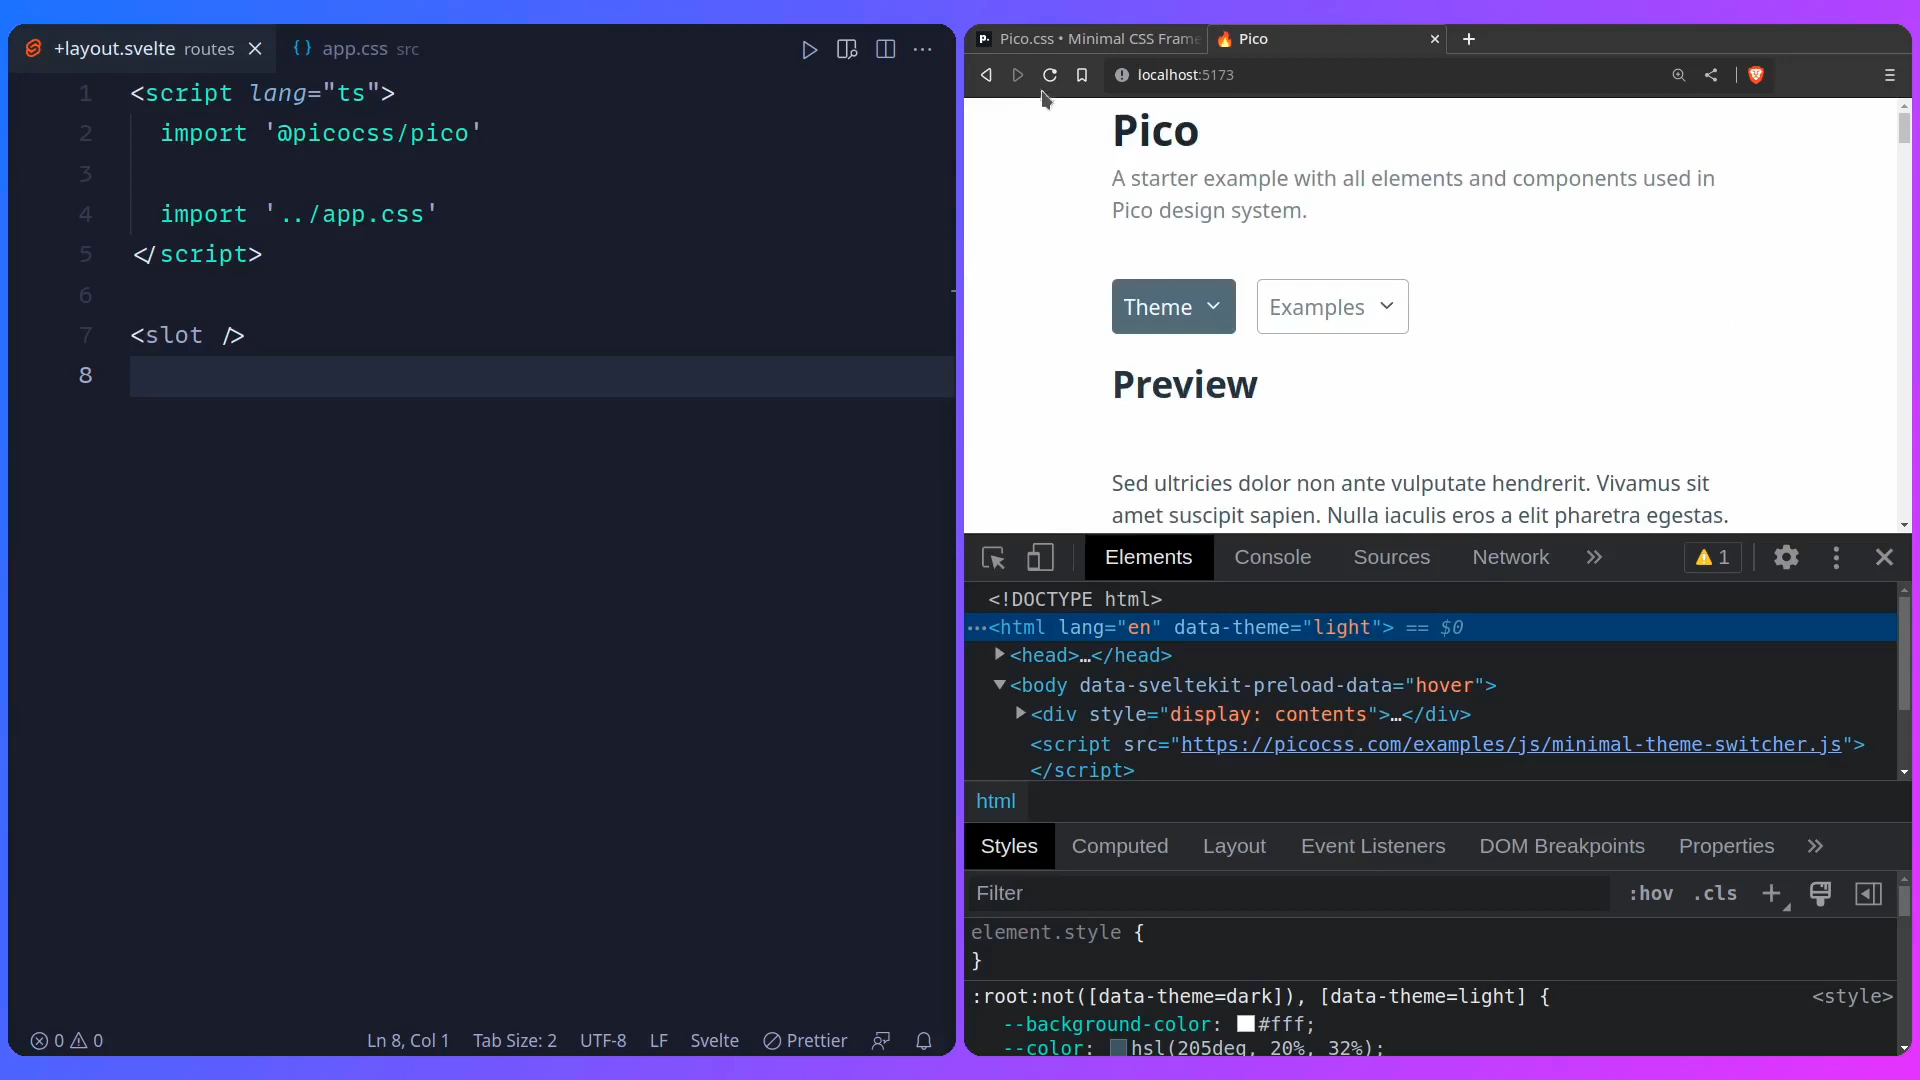 +layout.svelte routes
{} app.css src
1 <script lang="ts">
2 import '@picocss/pico'
3
4 import '../app.css'
5 </script>
6
7 <slot />
8
0 0
Ln 8, Col 1 Tab Size: 2 UTF-8 LF Svelte Prettier
p. Pico.css • Minimal CSS Frame
Pico
localhost:5173
Pico
A starter example with all elements and components used in
Pico design system.
Theme
Examples
Preview
Sed ultricies dolor non ante vulputate hendrerit. Vivamus sit
amet suscipit sapien. Nulla iaculis eros a elit pharetra egestas.
Elements Console Sources Network » 1
<!DOCTYPE html>
<html lang="en" data-theme="light"> == $0
<head>…</head>
<body data-sveltekit-preload-data="hover">
<div style="display: contents">…</div>
<script src="https://picocss.com/examples/js/minimal-theme-switcher.js">
</script>
html
Styles Computed Layout Event Listeners DOM Breakpoints Properties »
Filter :hov .cls
element.style {
}
:root:not([data-theme=dark]), [data-theme=light] { <style>
--background-color: #fff;
--color: hsl(205deg, 20%, 32%);